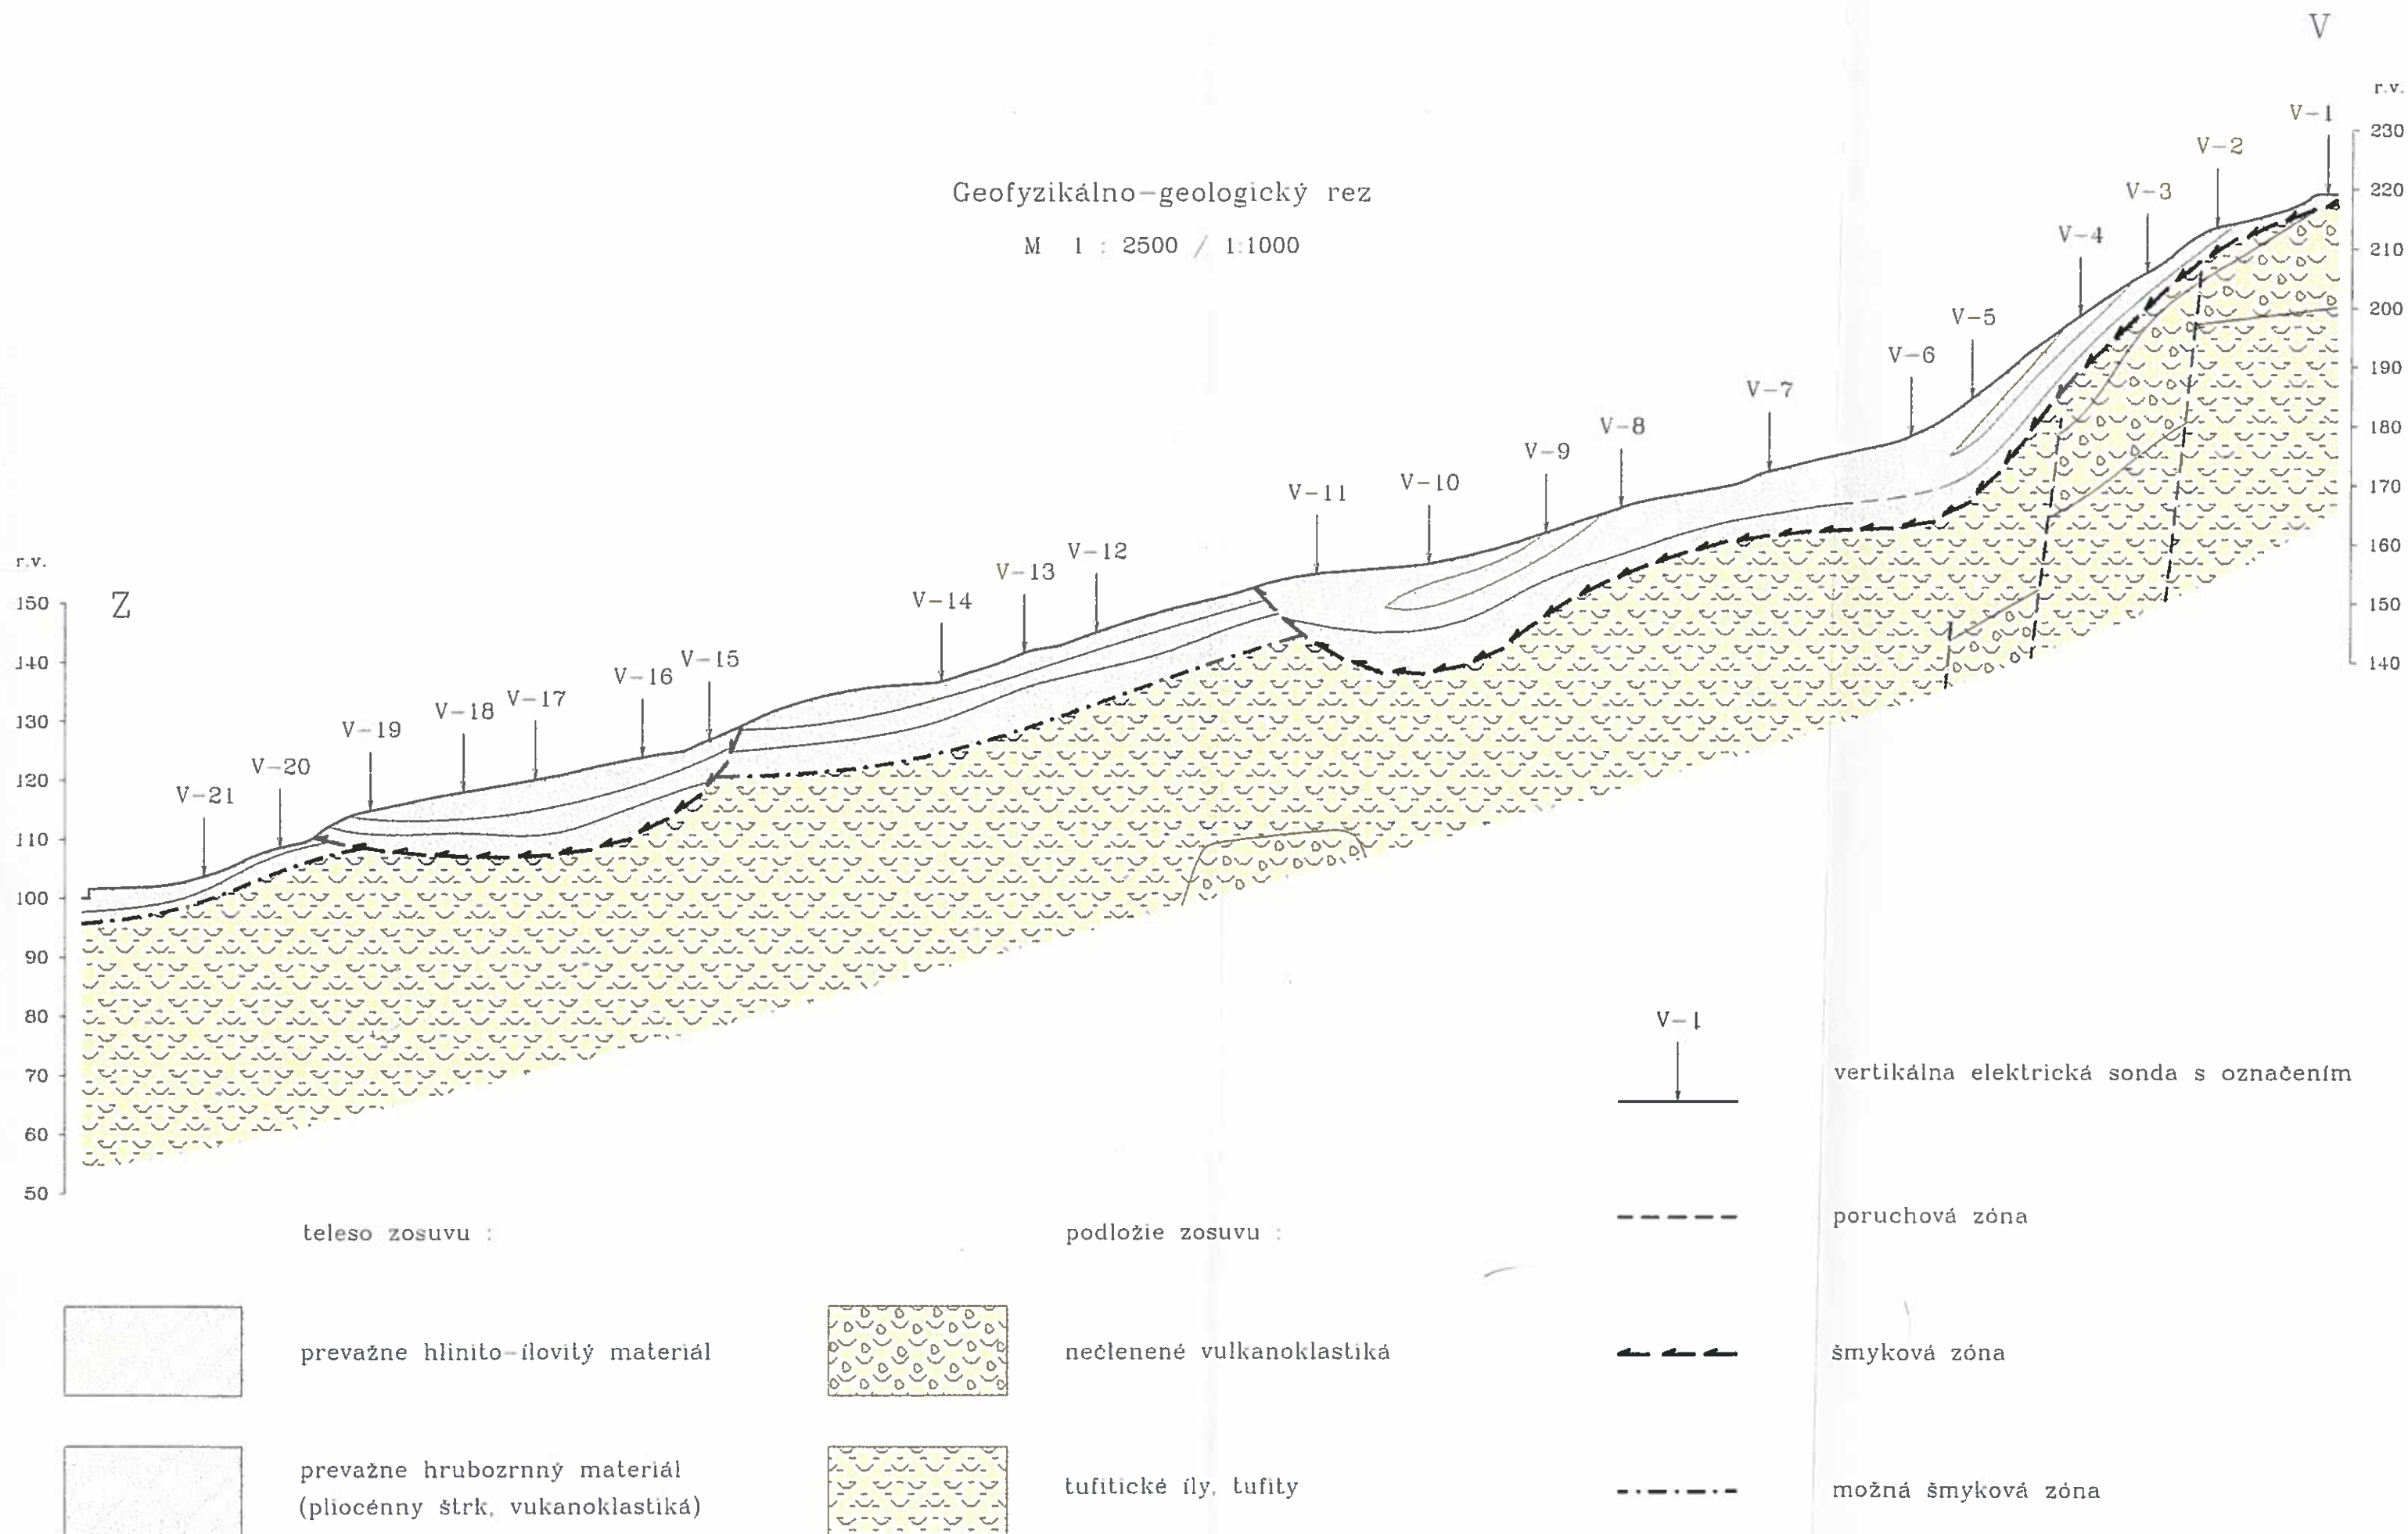 V
r.v.
V-1
230
V-2
220
V-3
Geofyzikálno-geologický rez
M 1 : 2500 / 1:1000
V-4
210
200
V-5
190
V-6
V-7
180
V-8
V-9
170
V-10
V-11
160
V-12
r.v.
V-13
150
Z
V-14
150
140
V-15
140
V-16
V-17
130
V-18
V-19
120
V-20
V-21
110
100
90
80
V-1
70
vertikálna elektrická sonda s označením
60
50
teleso zosuvu :
podložie zosuvu :
poruchová zóna
prevažne hlinito-ílovitý materiál
nečlenené vulkanoklastiká
šmyková zóna
prevažne hrubozrnný materiál
(pliocénny štrk, vukanoklastiká)
tufitické íly, tufity
možná šmyková zóna